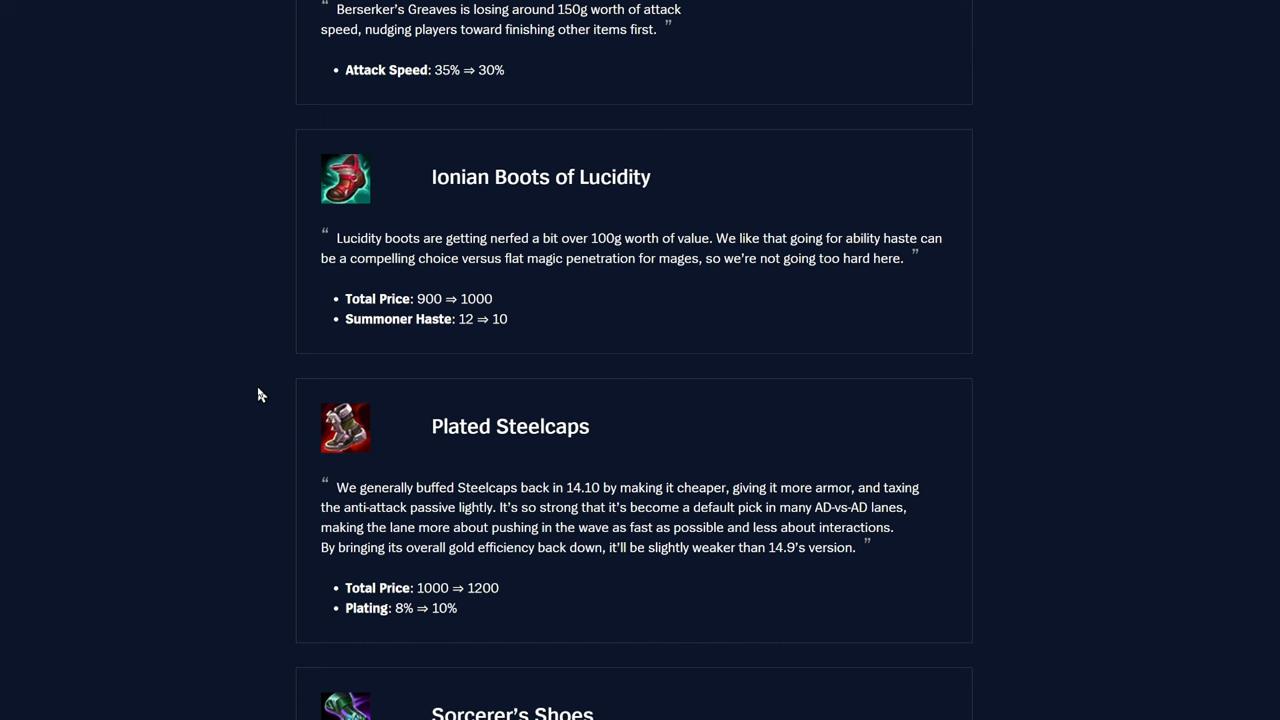 “ Berserker’s Greaves is losing around 150g worth of attack
speed, nudging players toward finishing other items first. ”
• Attack Speed: 35% ⇒ 30%
Ionian Boots of Lucidity
“ Lucidity boots are getting nerfed a bit over 100g worth of value. We like that going for ability haste can
be a compelling choice versus flat magic penetration for mages, so we’re not going too hard here. ”
• Total Price: 900 ⇒ 1000
• Summoner Haste: 12 ⇒ 10
Plated Steelcaps
“ We generally buffed Steelcaps back in 14.10 by making it cheaper, giving it more armor, and taxing
the anti-attack passive lightly. It’s so strong that it’s become a default pick in many AD-vs-AD lanes,
making the lane more about pushing in the wave as fast as possible and less about interactions.
By bringing its overall gold efficiency back down, it’ll be slightly weaker than 14.9’s version. ”
• Total Price: 1000 ⇒ 1200
• Plating: 8% ⇒ 10%
Sorcerer’s Shoes